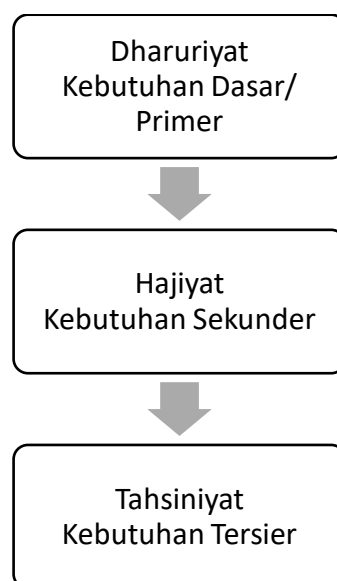 Dharuriyat
Kebutuhan Dasar/
Primer
Hajiyat
Kebutuhan Sekunder
Tahsiniyat
Kebutuhan Tersier